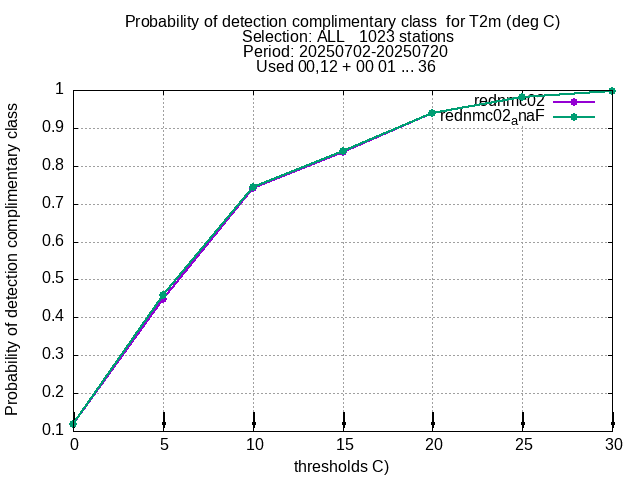 Probability of detection complimentary class  for T2m (deg C)
Selection: ALL   1023 stations
Period: 20250702-20250720
Used 00,12 + 00 01 ... 36
Probability of detection complimentary class
1
0.9
0.8
0.7
0.6
0.5
0.4
0.3
0.2
0.1
rednmc02
rednmc02anaF
0 5 10 15 20 25 30
thresholds C)